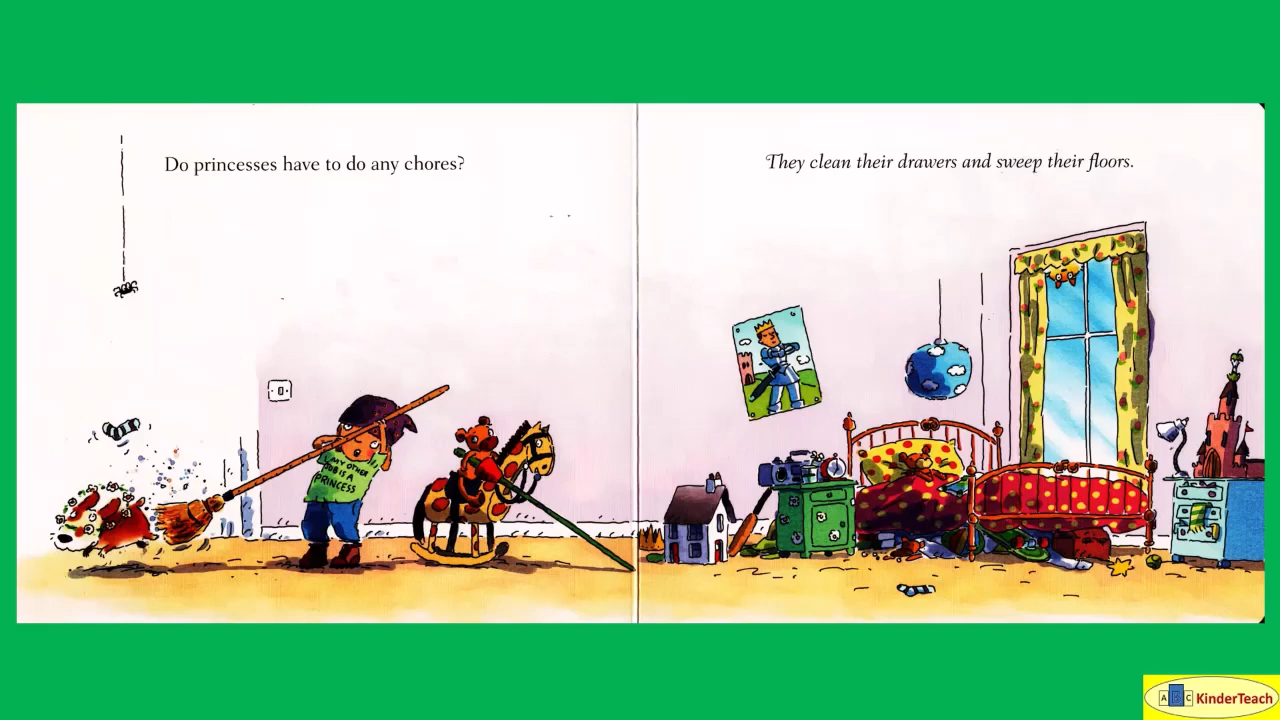 Do princesses have to do any chores?
They clean their drawers and sweep their floors.
MY OTHER
JOB IS A
PRINCESS
ABC KinderTeach